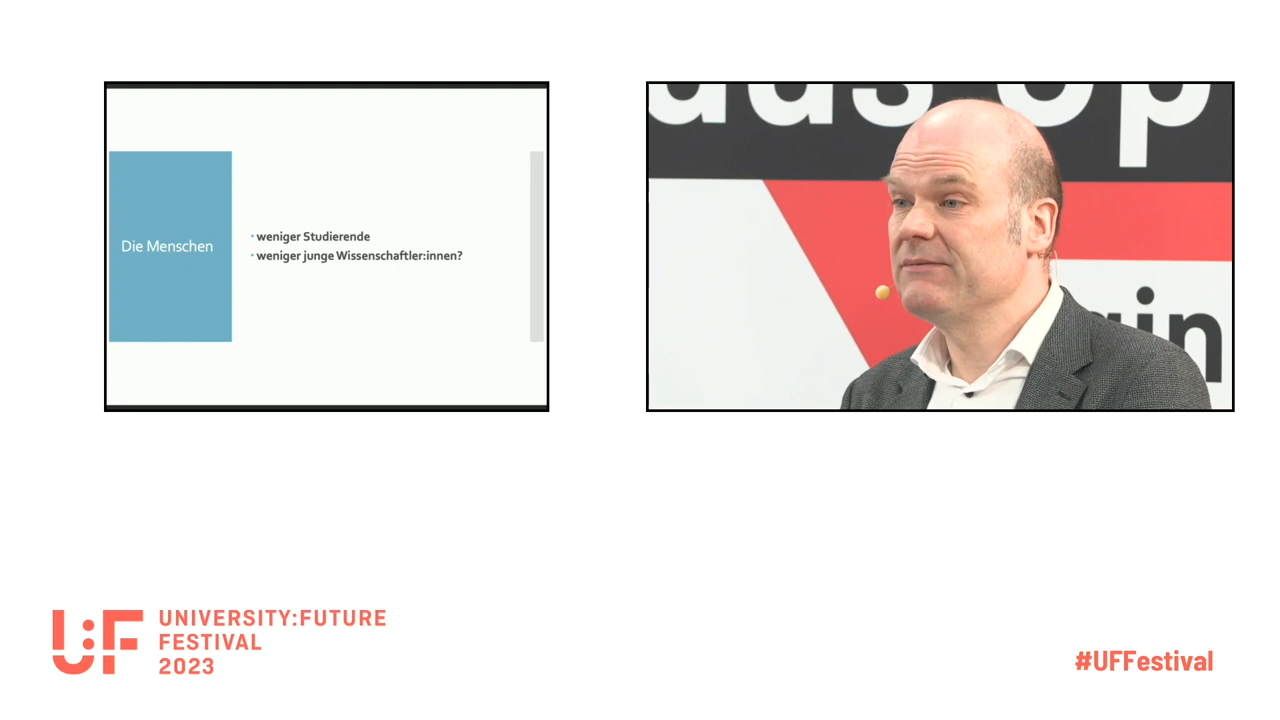 Die Menschen
· weniger Studierende
· weniger junge Wissenschaftler:innen?
U:F
UNIVERSITY:FUTURE
FESTIVAL
2023
#UFFestival